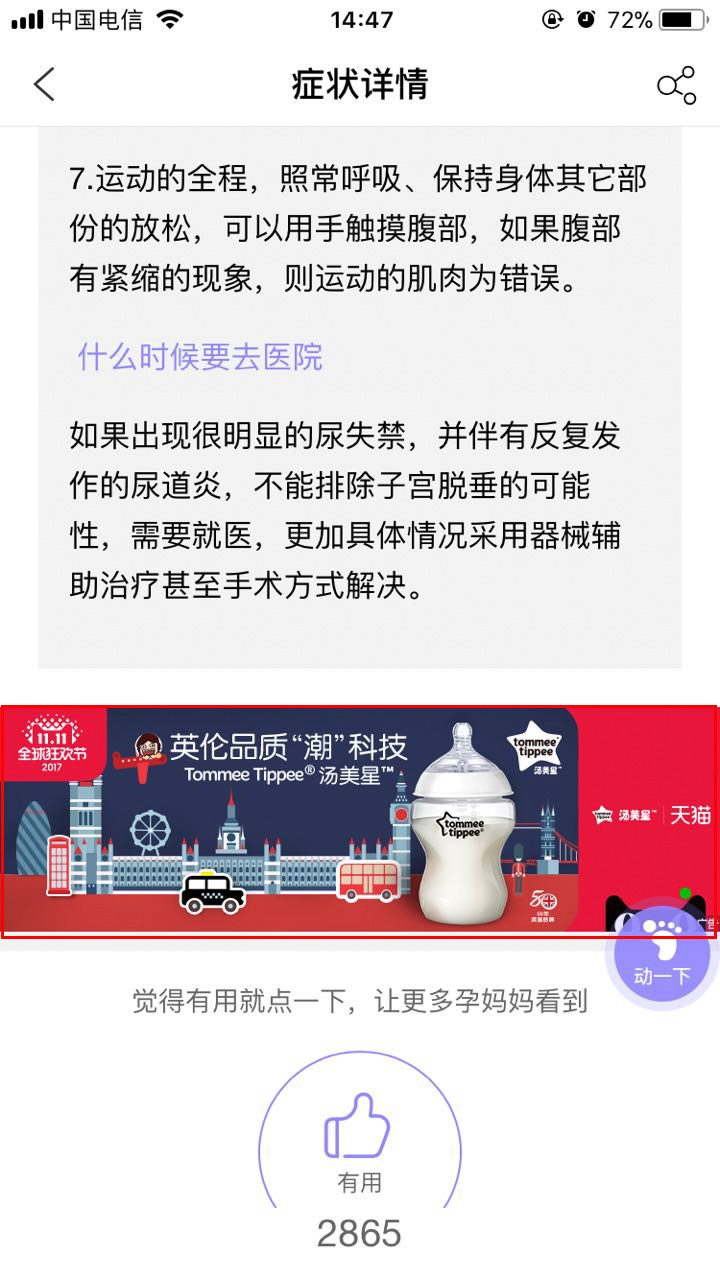 中国电信
14:47
72%
症状详情
7.运动的全程，照常呼吸、保持身体其它部
份的放松，可以用手触摸腹部，如果腹部
有紧缩的现象，则运动的肌肉为错误。
什么时候要去医院
如果出现很明显的尿失禁，并伴有反复发
作的尿道炎，不能排除子宫脱垂的可能
性，需要就医，更加具体情况采用器械辅
助治疗甚至手术方式解决。
11.11
全球狂欢节
2017
英伦品质“潮”科技
Tommee Tippee® 汤美星™
tommee
tippee
汤美星™
tommee
tippee®
汤美星™
天猫
50
广告
动一下
觉得有用就点一下，让更多孕妈妈看到
有用
2865